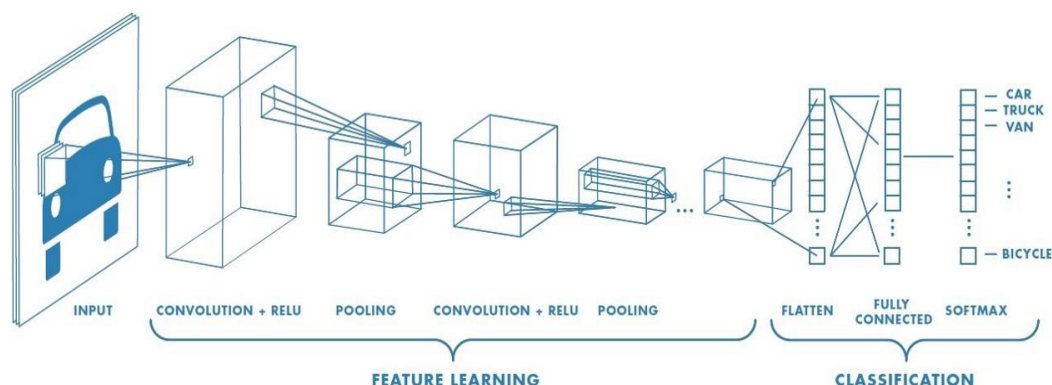 CAR
TRUCK
VAN
BICYCLE
INPUT
CONVOLUTION + RELU
POOLING
CONVOLUTION + RELU
POOLING
FLATTEN
FULLY
CONNECTED
SOFTMAX
FEATURE LEARNING
CLASSIFICATION